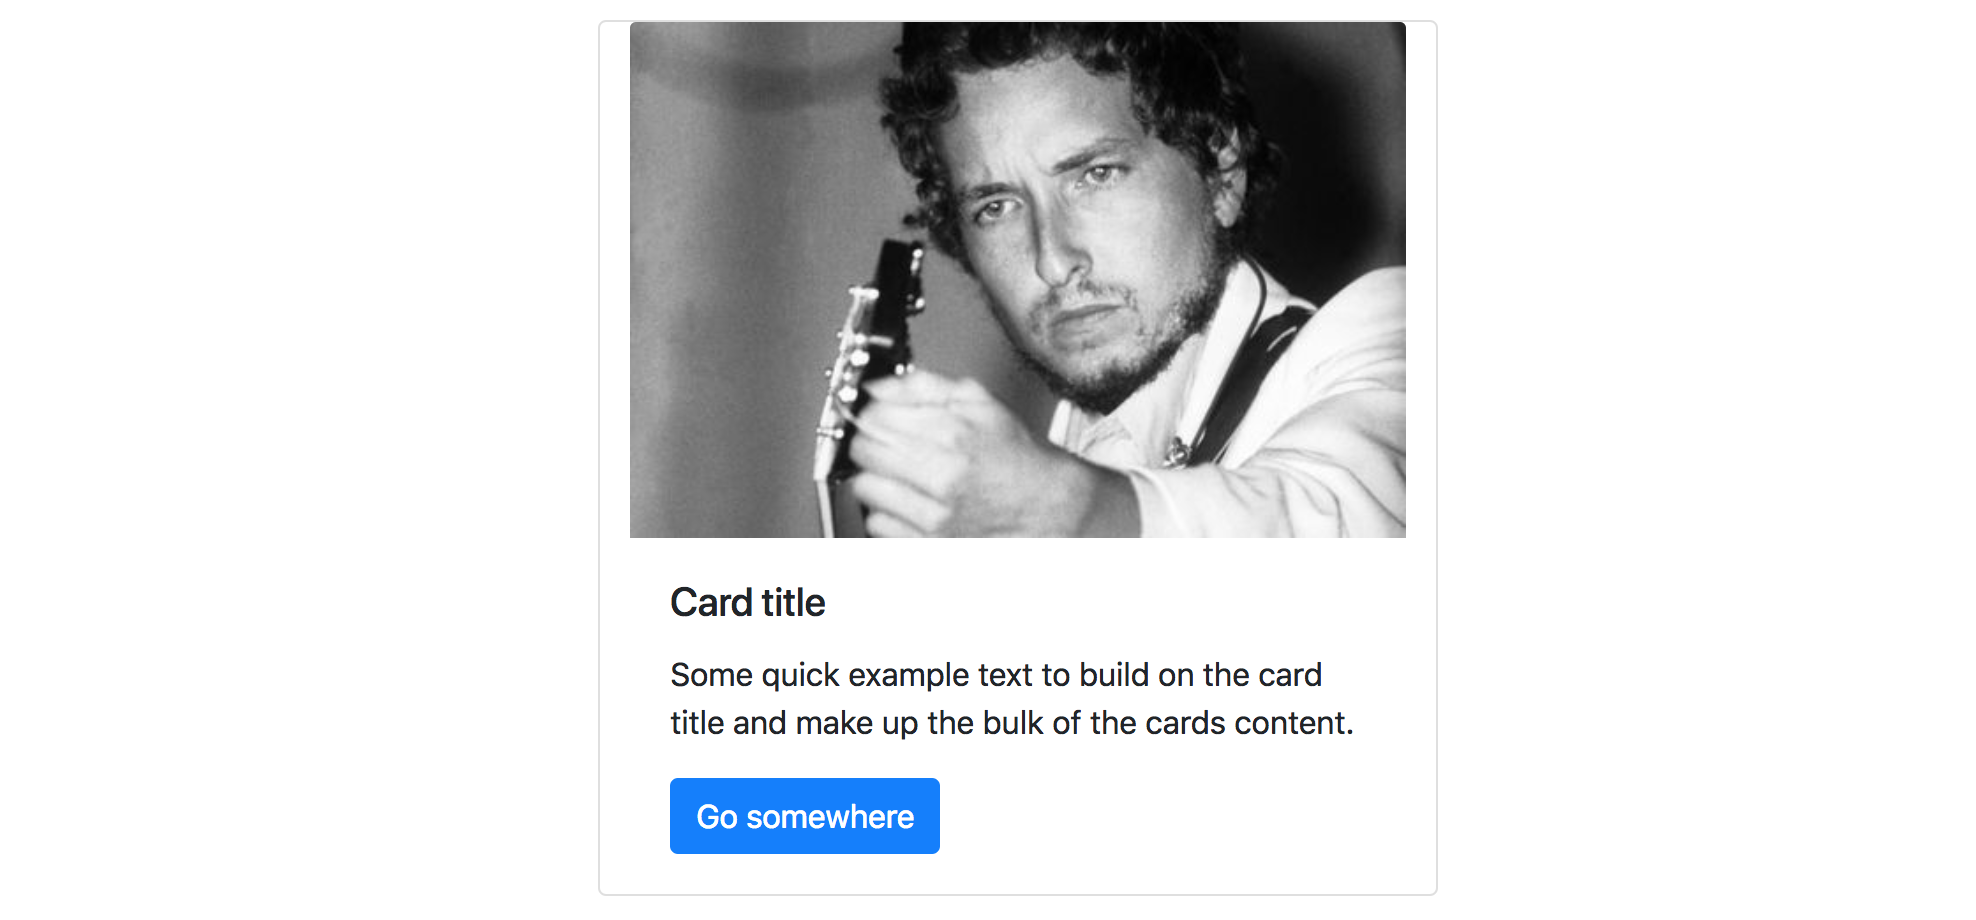 Card title
Some quick example text to build on the card
title and make up the bulk of the cards content.
Go somewhere